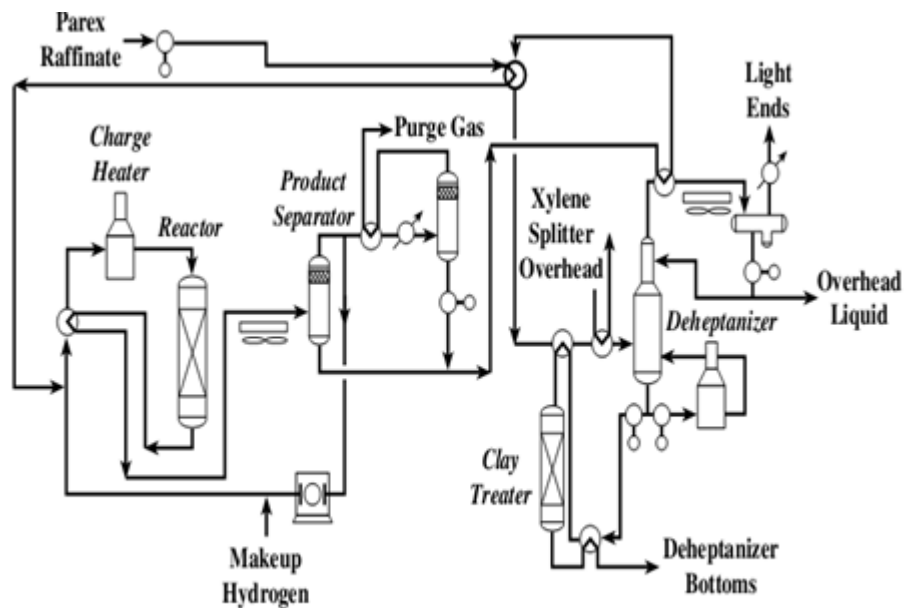 Parex
Raffinate
Light
Ends
Purge Gas
Charge
Heater
Product
Separator
Reactor
Xylene
Splitter
Overhead
Overhead
Liquid
Deheptanizer
Clay
Treater
Makeup
Hydrogen
Deheptanizer
Bottoms